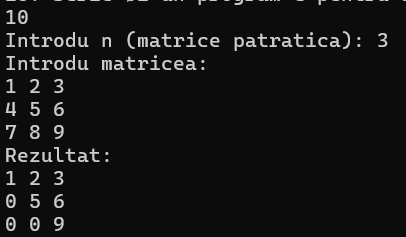 10
Introdu n (matrice patratica): 3
Introdu matricea:
1 2 3
4 5 6
7 8 9
Rezultat:
1 2 3
0 5 6
0 0 9